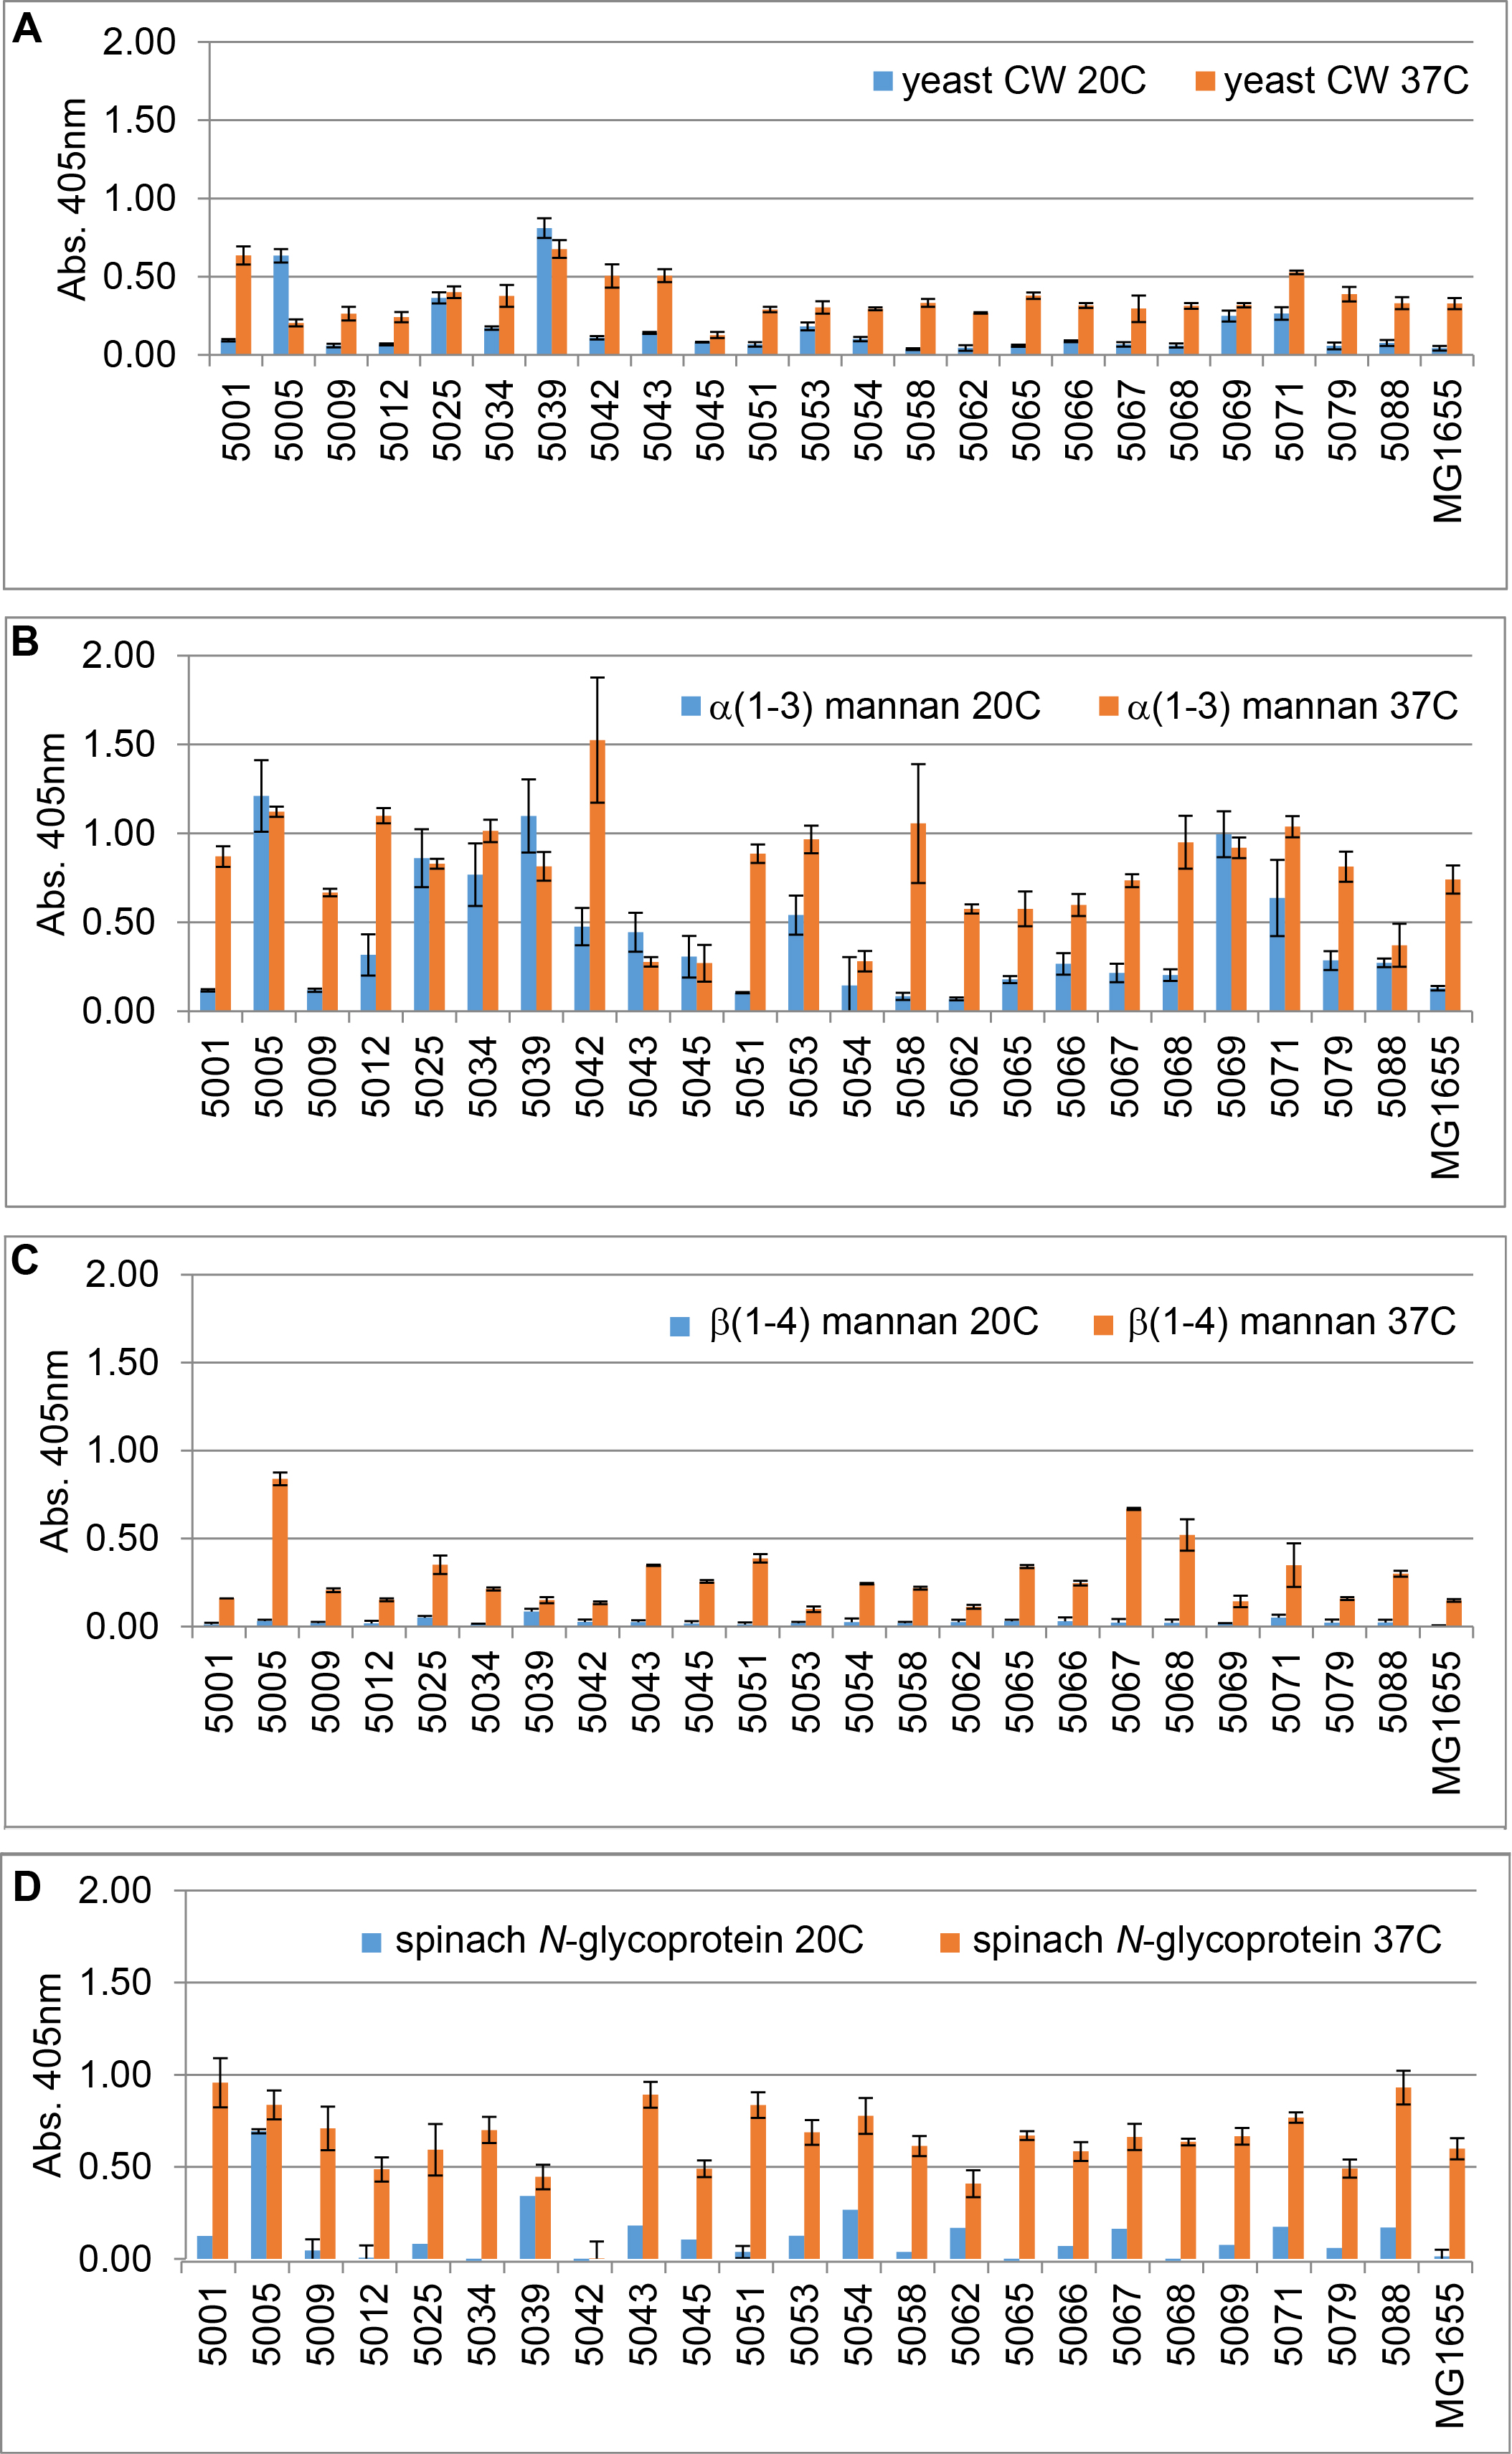 A
2.00
yeast CW 20C yeast CW 37C
1.50
1.00
0.50
0.00
Abs. 405nm
5001 5005 5009 5012 5025 5034 5039 5042 5043 5045 5051 5053 5054 5058 5062 5065 5066 5067 5068 5069 5071 5079 5088 MG1655
B
2.00
α(1-3) mannan 20C α(1-3) mannan 37C
1.50
1.00
0.50
0.00
Abs. 405nm
5001 5005 5009 5012 5025 5034 5039 5042 5043 5045 5051 5053 5054 5058 5062 5065 5066 5067 5068 5069 5071 5079 5088 MG1655
C
2.00
β(1-4) mannan 20C β(1-4) mannan 37C
1.50
1.00
0.50
0.00
Abs. 405nm
5001 5005 5009 5012 5025 5034 5039 5042 5043 5045 5051 5053 5054 5058 5062 5065 5066 5067 5068 5069 5071 5079 5088 MG1655
D
2.00
spinach N-glycoprotein 20C spinach N-glycoprotein 37C
1.50
1.00
0.50
0.00
Abs. 405nm
5001 5005 5009 5012 5025 5034 5039 5042 5043 5045 5051 5053 5054 5058 5062 5065 5066 5067 5068 5069 5071 5079 5088 MG1655